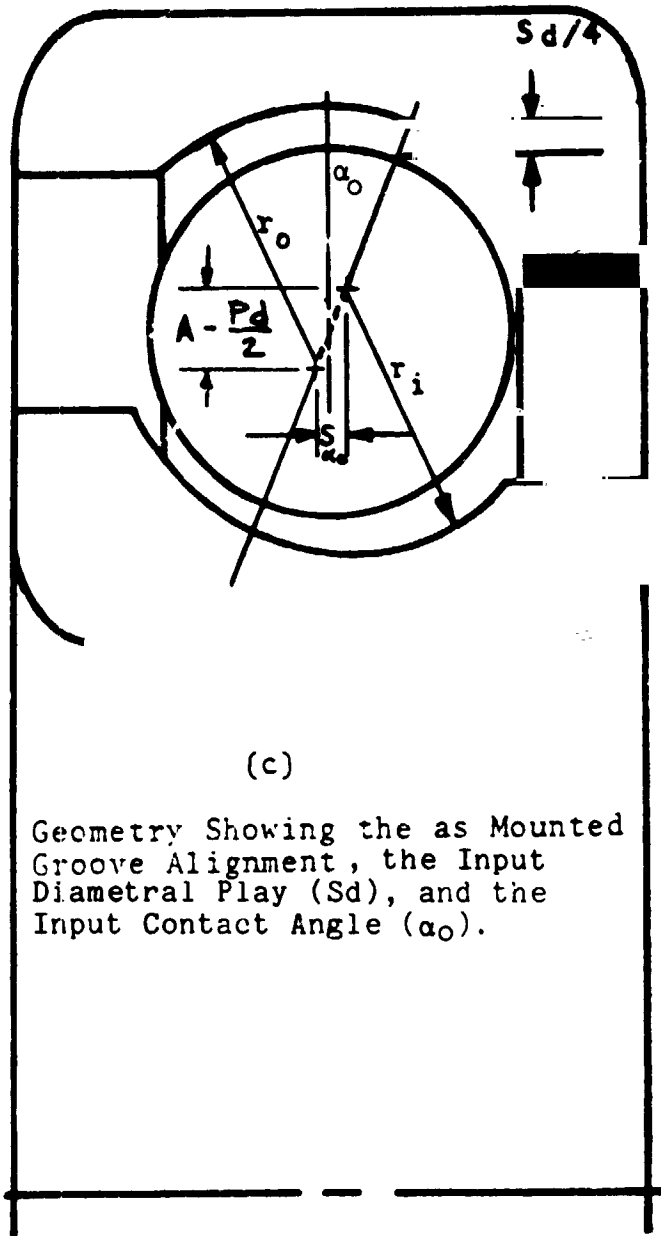 Sd/4
αo
ro
A - Pd/2
ri
Sαo
(c)
Geometry Showing the as Mounted
Groove Alignment, the Input
Diametral Play (Sd), and the
Input Contact Angle (αo).